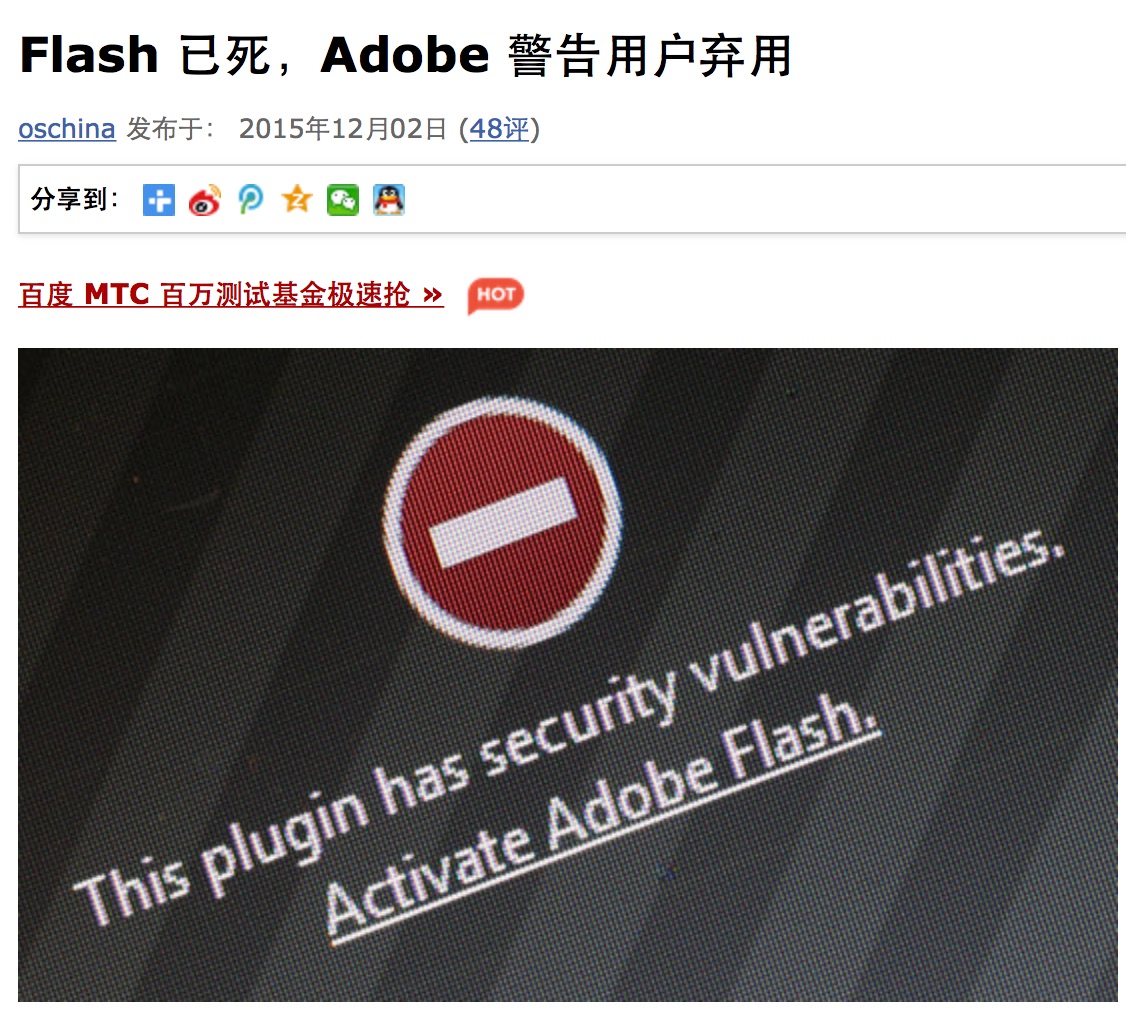 Flash 已死，Adobe 警告用户弃用
oschina 发布于： 2015年12月02日 (48评)
分享到：
百度 MTC 百万测试基金极速抢 » HOT
This plugin has security vulnerabilities.
Activate Adobe Flash.